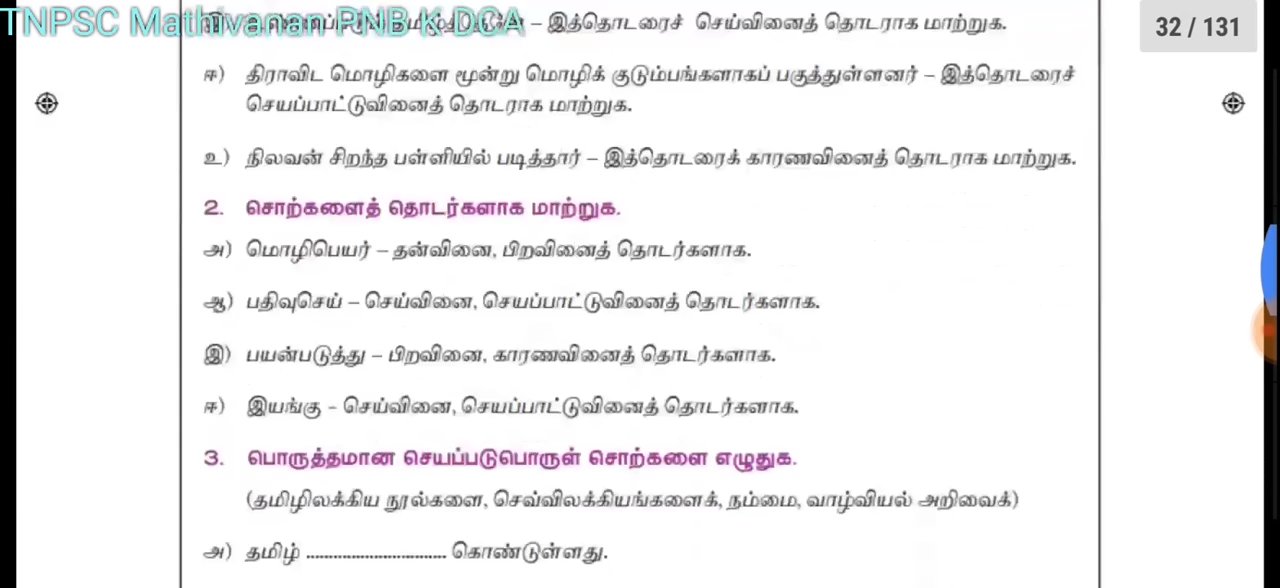 TNPSC Mathivanan PNB K DCA
32 / 131
– இத்தொடரைச் செய்வினைத் தொடராக மாற்றுக.
ஈ) திராவிட மொழிகளை மூன்று மொழிக் குடும்பங்களாகப் பகுத்துள்ளனர் – இத்தொடரைச்
செயப்பாட்டுவினைத் தொடராக மாற்றுக.
உ) நிலவன் சிறந்த பள்ளியில் படித்தார் – இத்தொடரைக் காரணவினைத் தொடராக மாற்றுக.
2. சொற்களைத் தொடர்களாக மாற்றுக.
அ) மொழிபெயர் – தன்வினை, பிறவினைத் தொடர்களாக.
ஆ) பதிவுசெய் – செய்வினை, செயப்பாட்டுவினைத் தொடர்களாக.
இ) பயன்படுத்து – பிறவினை, காரணவினைத் தொடர்களாக.
ஈ) இயங்கு - செய்வினை, செயப்பாட்டுவினைத் தொடர்களாக.
3. பொருத்தமான செயப்படுபொருள் சொற்களை எழுதுக.
(தமிழிலக்கிய நூல்களை, செவ்விலக்கியங்களைக், நம்மை, வாழ்வியல் அறிவைக்)
அ) தமிழ் ................................ கொண்டுள்ளது.